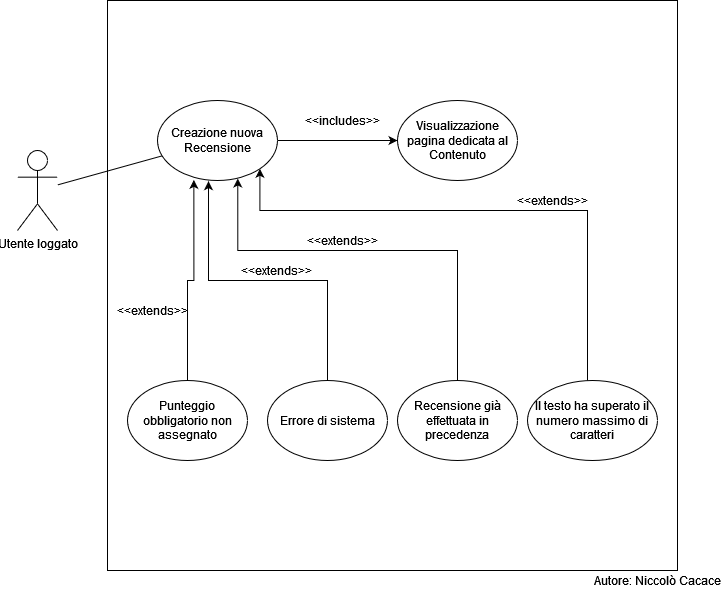 <<includes>>
Creazione nuova
Recensione
Visualizzazione
pagina dedicata al
Contenuto
Utente loggato
<<extends>>
<<extends>>
<<extends>>
<<extends>>
Punteggio
obbligatorio non
assegnato
Errore di sistema
Recensione già
effettuata in
precedenza
Il testo ha superato il
numero massimo di
caratteri
Autore: Niccolò Cacace